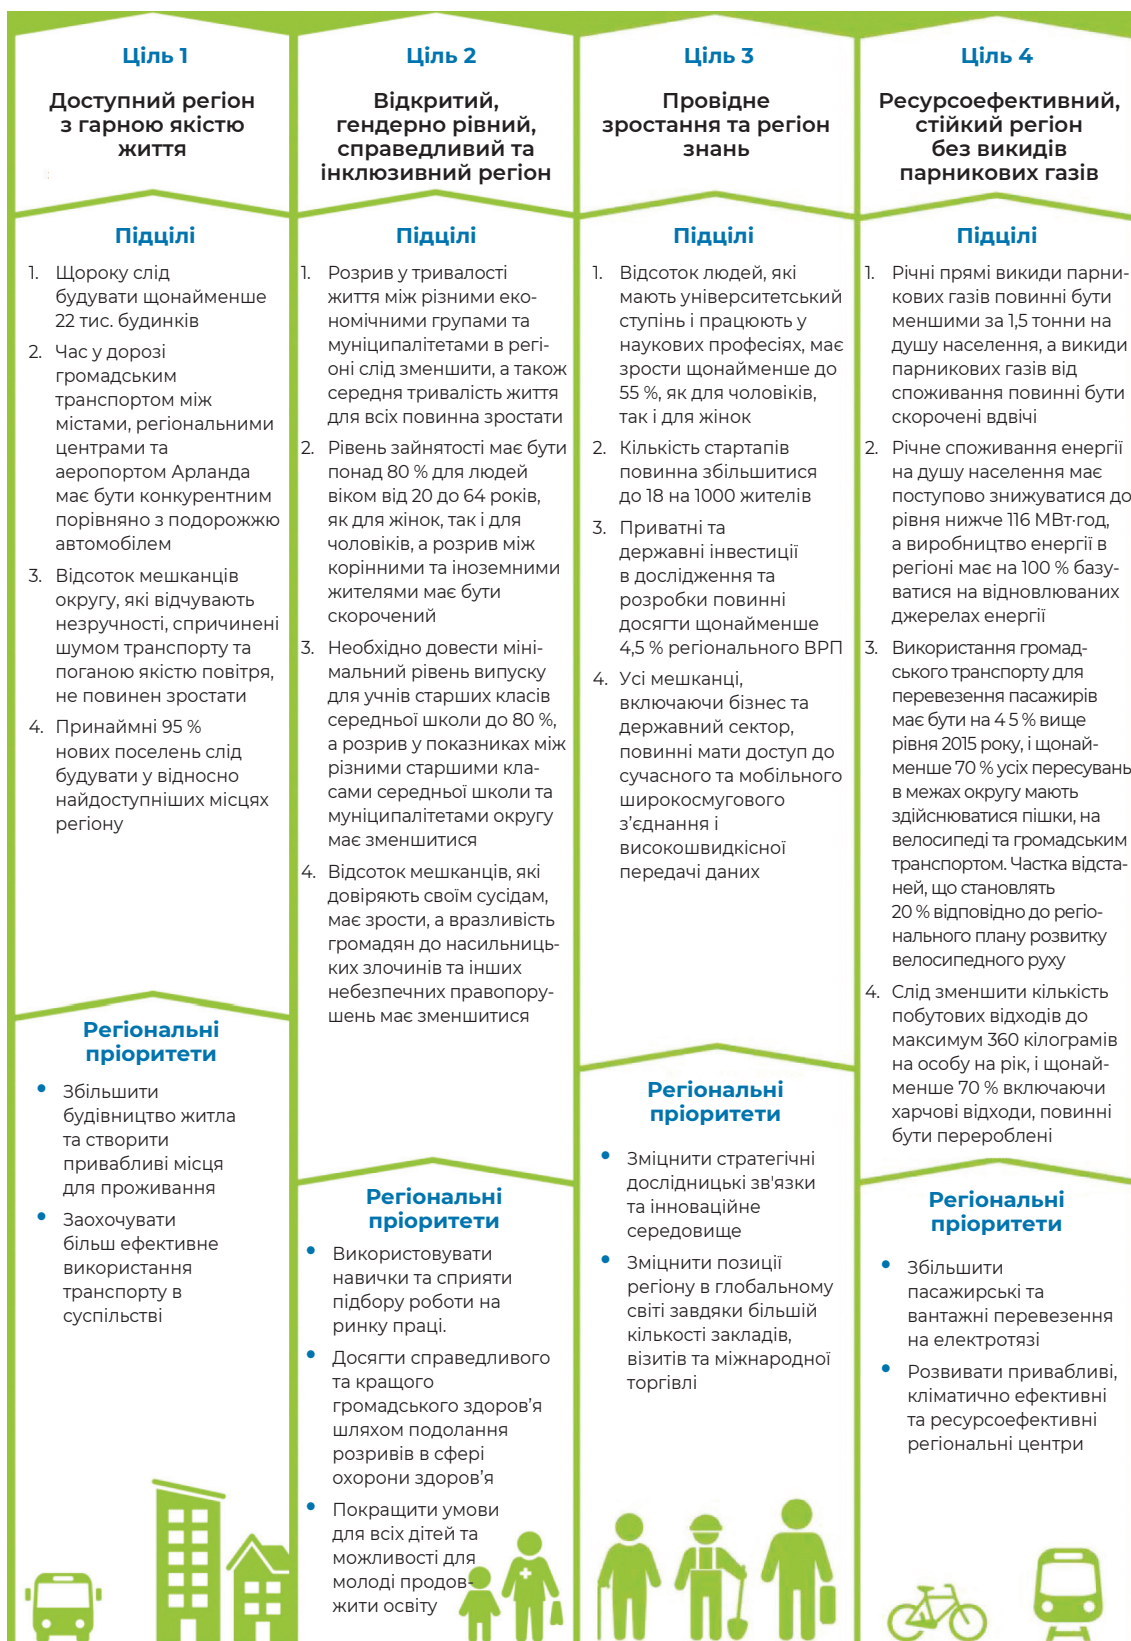 Ціль 1
Доступний регіон
з гарною якістю
життя
Підцілі
1. Щороку слід
будувати щонайменше
22 тис. будинків
2. Час у дорозі
громадським
транспортом між
містами, регіональними
центрами та
аеропортом Арланда
має бути конкурентним
порівняно з подорожжю
автомобілем
3. Відсоток мешканців
округу, які відчувають
незручності, спричинені
шумом транспорту та
поганою якістю повітря,
не повинен зростати
4. Принаймні 95 %
нових поселень слід
будувати у відносно
найдоступніших місцях
регіону
Регіональні
пріоритети
• Збільшити
будівництво житла
та створити
привабливі місця
для проживання
• Заохочувати
більш ефективне
використання
транспорту в
суспільстві
Ціль 2
Відкритий,
гендерно рівний,
справедливий та
інклюзивний регіон
Підцілі
1. Розрив у тривалості
життя між різними еко-
номічними групами та
муніципалітетами в регі-
оні слід зменшити, а також
середня тривалість життя
для всіх повинна зростати
2. Рівень зайнятості має бути
понад 80 % для людей
віком від 20 до 64 років,
як для жінок, так і для
чоловіків, а розрив між
корінними та іноземними
жителями має бути
скорочений
3. Необхідно довести міні-
мальний рівень випуску
для учнів старших класів
середньої школи до 80 %,
а розрив у показниках між
різними старшими кла-
сами середньої школи та
муніципалітетами округу
має зменшитися
4. Відсоток мешканців, які
довіряють своїм сусідам,
має зрости, а вразливість
громадян до насильниць-
ких злочинів та інших
небезпечних правопору-
шень має зменшитися
Регіональні
пріоритети
• Використовувати
навички та сприяти
підбору роботи на
ринку праці.
• Досягти справедливого
та кращого
громадського здоров’я
шляхом подолання
розривів в сфері
охорони здоров’я
• Покращити умови
для всіх дітей та
можливості для
молоді продов-
жити освіту
Ціль 3
Провідне
зростання та регіон
знань
Підцілі
1. Відсоток людей, які
мають університетський
ступінь і працюють у
наукових професіях, має
зрости щонайменше до
55 %, як для чоловіків,
так і для жінок
2. Кількість стартапів
повинна збільшитися
до 18 на 1000 жителів
3. Приватні та
державні інвестиції
в дослідження та
розробки повинні
досягти щонайменше
4,5 % регіонального ВРП
4. Усі мешканці,
включаючи бізнес та
державний сектор,
повинні мати доступ до
сучасного та мобільного
широкосмугового
з’єднання і
високошвидкісної
передачі даних
Регіональні
пріоритети
• Зміцнити стратегічні
дослідницькі зв'язки
та інноваційне
середовище
• Зміцнити позиції
регіону в глобальному
світі завдяки більшій
кількості закладів,
візитів та міжнародної
торгівлі
Ціль 4
Ресурсоефективний,
стійкий регіон
без викидів
парникових газів
Підцілі
1. Річні прямі викиди парни-
кових газів повинні бути
меншими за 1,5 тонни на
душу населення, а викиди
парникових газів від
споживання повинні бути
скорочені вдвічі
2. Річне споживання енергії
на душу населення має
поступово знижуватися до
рівня нижче 116 МВт·год,
а виробництво енергії в
регіоні має на 100 % базу-
ватися на відновлюваних
джерелах енергії
3. Використання громад-
ського транспорту для
перевезення пасажирів
має бути на 4 5 % вище
рівня 2015 року, і щонай-
менше 70 % усіх пересувань
в межах округу мають
здійснюватися пішки, на
велосипеді та громадським
транспортом. Частка відста-
ней, що становлять
20 % відповідно до регіо-
нального плану розвитку
велосипедного руху
4. Слід зменшити кількість
побутових відходів до
максимум 360 кілограмів
на особу на рік, і щонай-
менше 70 % включаючи
харчові відходи, повинні
бути перероблені
Регіональні
пріоритети
• Збільшити
пасажирські та
вантажні перевезення
на електротязі
• Розвивати привабливі,
кліматично ефективні
та ресурсоефективні
регіональні центри